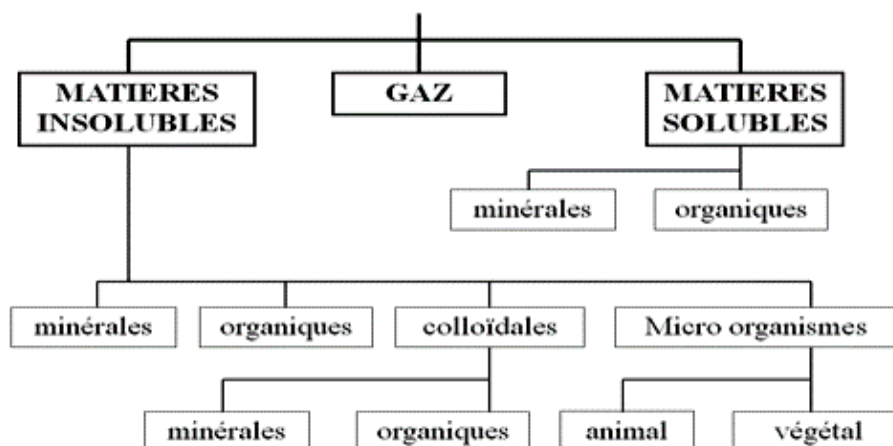 MATIERES
INSOLUBLES
GAZ
MATIERES
SOLUBLES
minérales
organiques
minérales
organiques
colloïdales
Micro organismes
minérales
organiques
animal
végétal